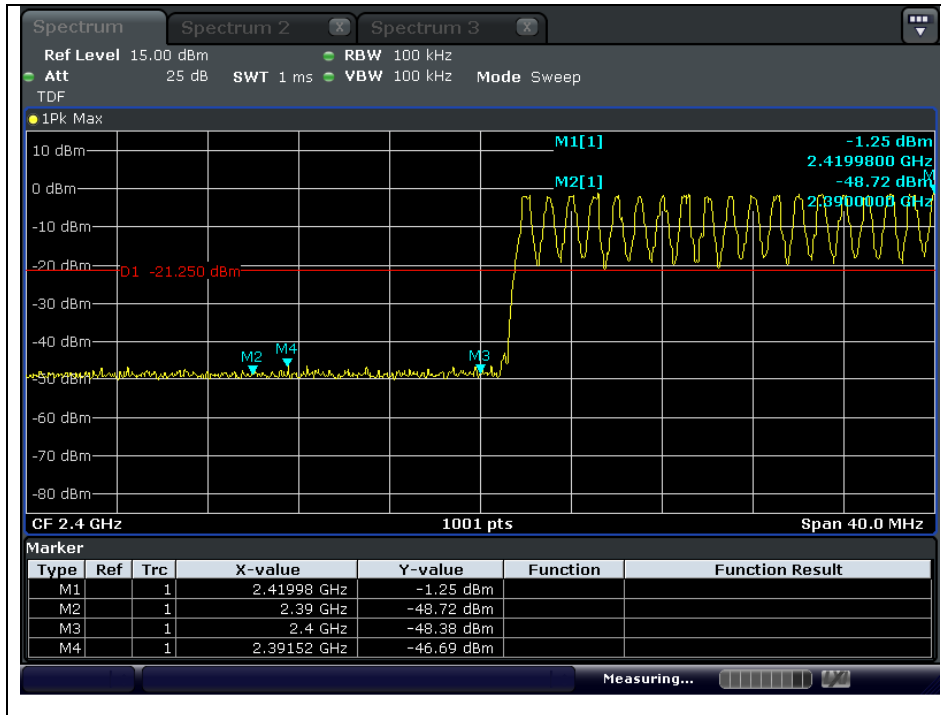 Spectrum Spectrum 2 X Spectrum 3 X
Ref Level 15.00 dBm RBW 100 kHz
Att 25 dB SWT 1 ms VBW 100 kHz Mode Sweep
TDF
1Pk Max
M1[1] -1.25 dBm
2.4199800 GHz
M2[1] -48.72 dBm
2.3900000 GHz
10 dBm
0 dBm
-10 dBm
-20 dBm
D1 -21.250 dBm
-30 dBm
-40 dBm
M2 M4 M3
-50 dBm
-60 dBm
-70 dBm
-80 dBm
CF 2.4 GHz 1001 pts Span 40.0 MHz
Marker
Type Ref Trc X-value Y-value Function Function Result
M1 1 2.41998 GHz -1.25 dBm
M2 1 2.39 GHz -48.72 dBm
M3 1 2.4 GHz -48.38 dBm
M4 1 2.39152 GHz -46.69 dBm
Measuring...